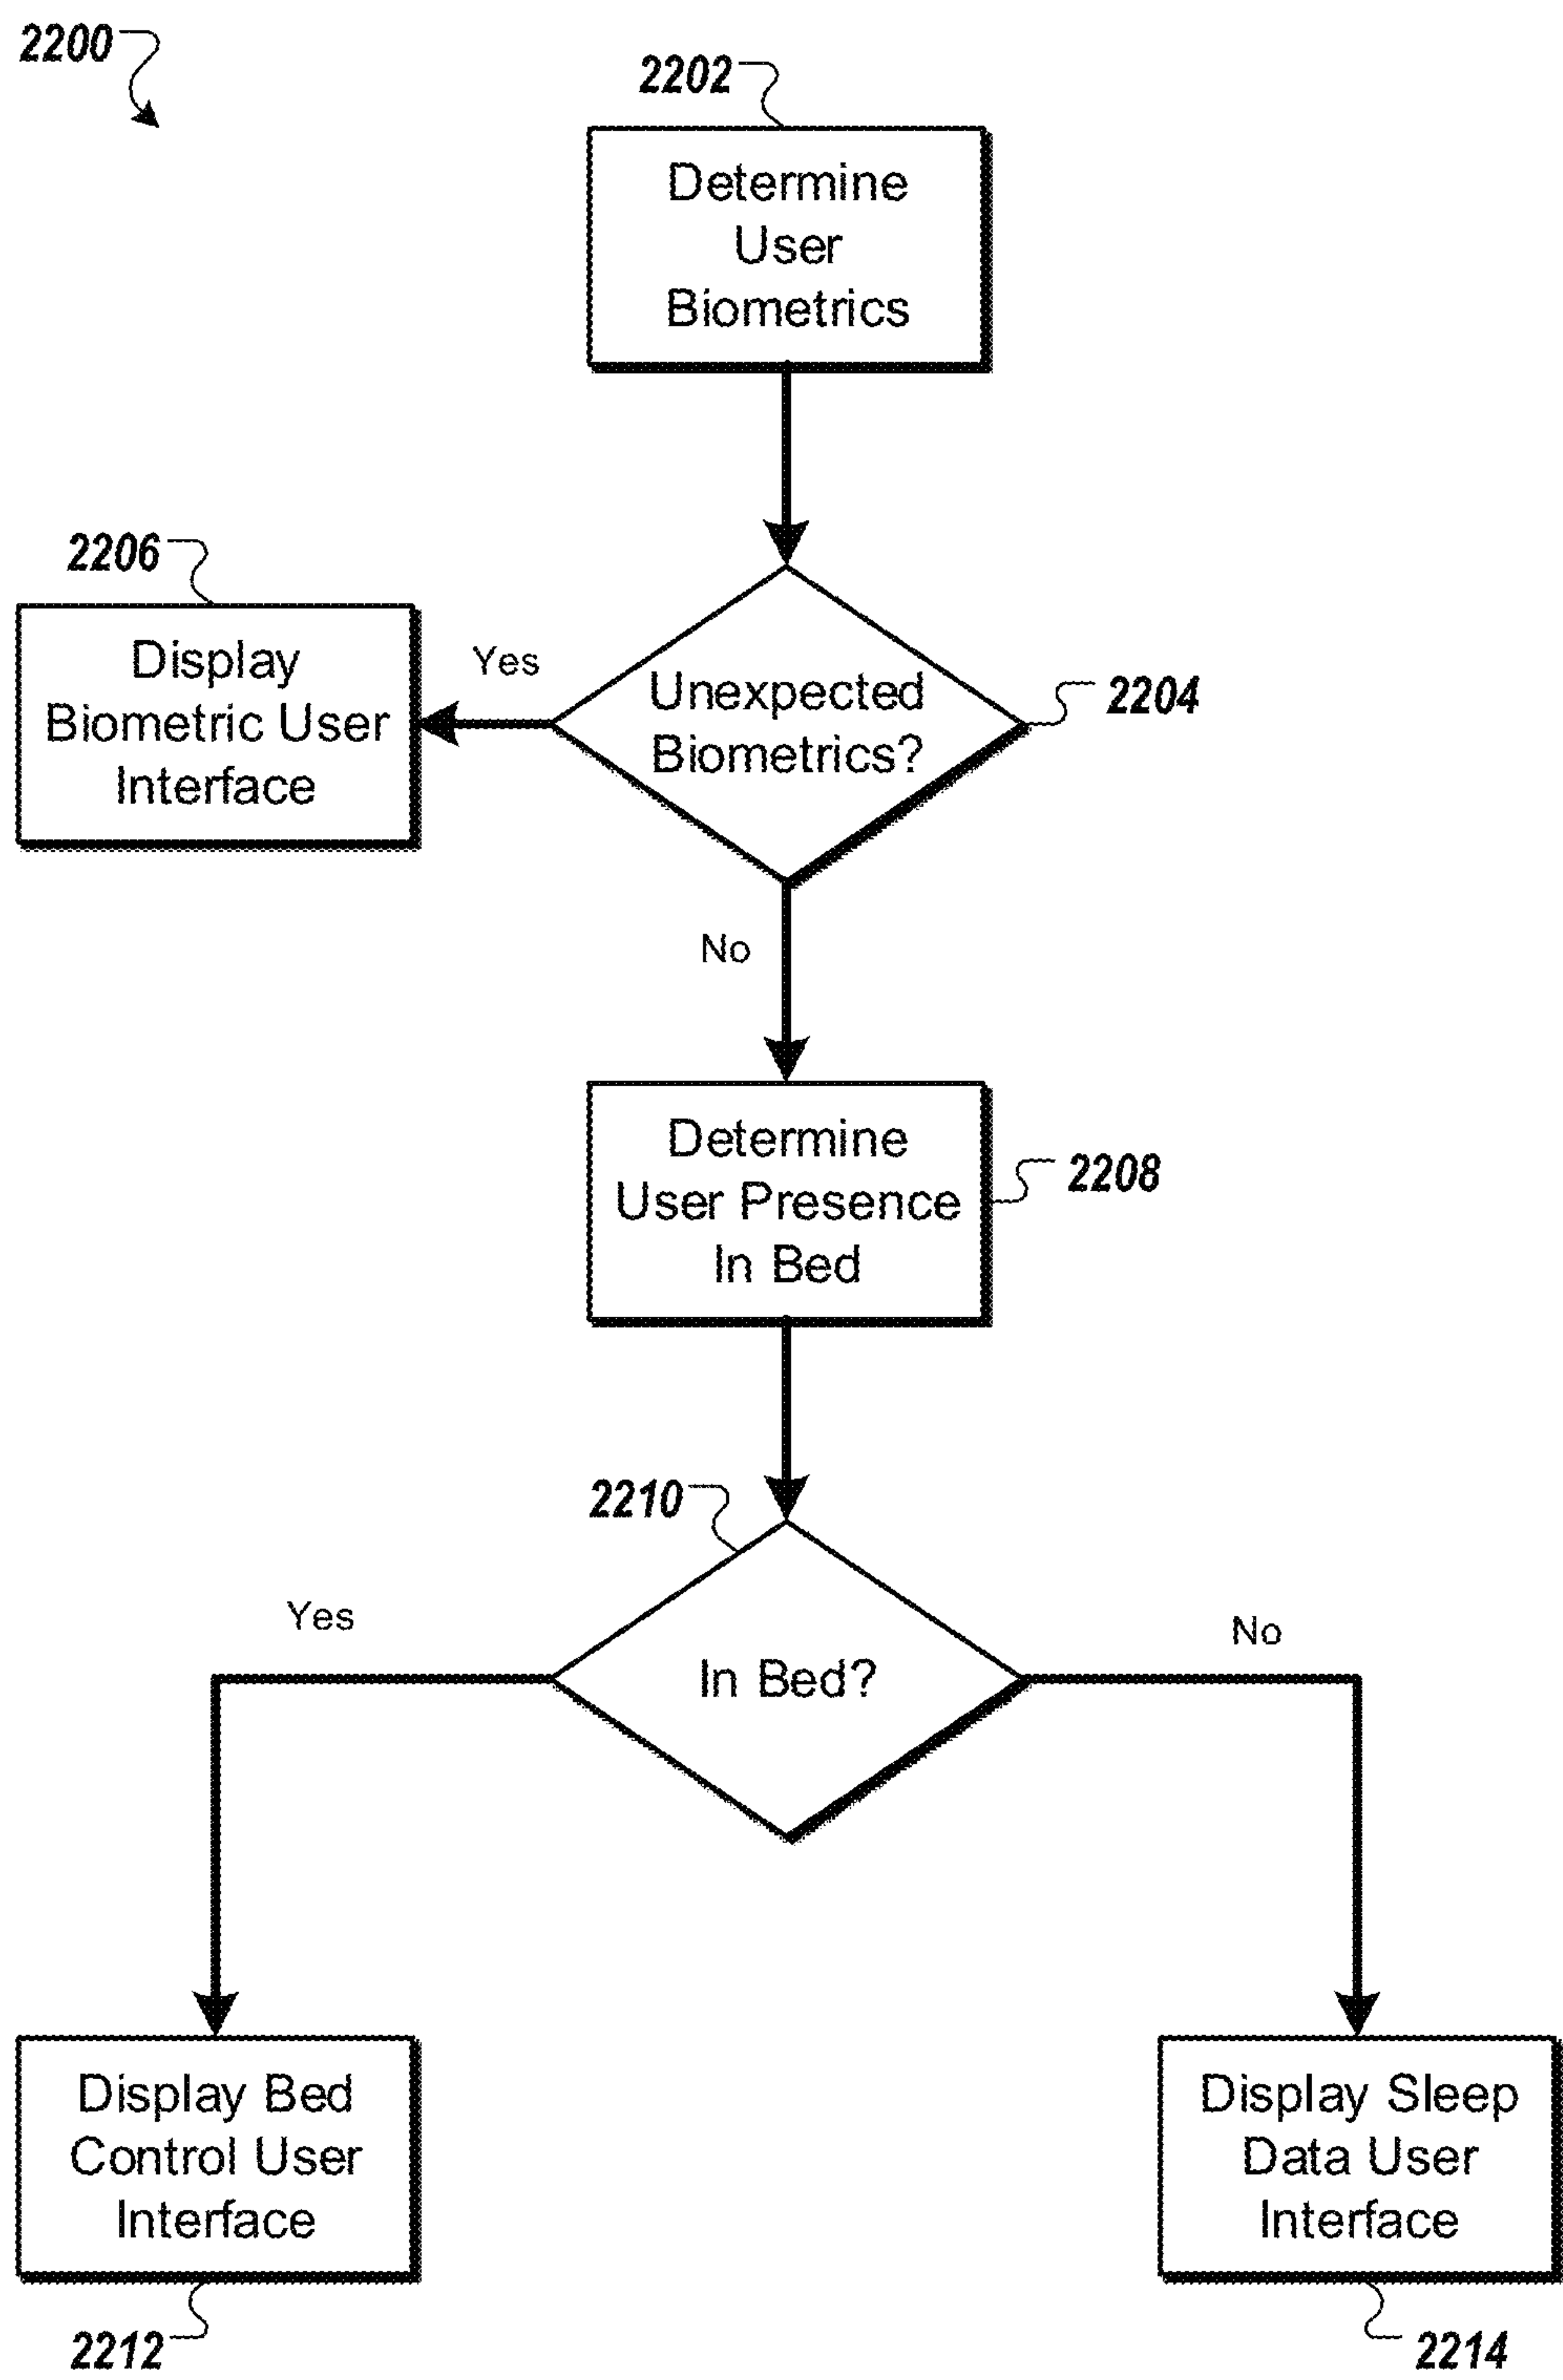 2200
2202
Determine
User
Biometrics
2206
Display
Biometric User
Interface
Yes
Unexpected
Biometrics?
2204
No
Determine
User Presence
In Bed
2208
2210
Yes
In Bed?
No
Display Bed
Control User
Interface
2212
Display Sleep
Data User
Interface
2214